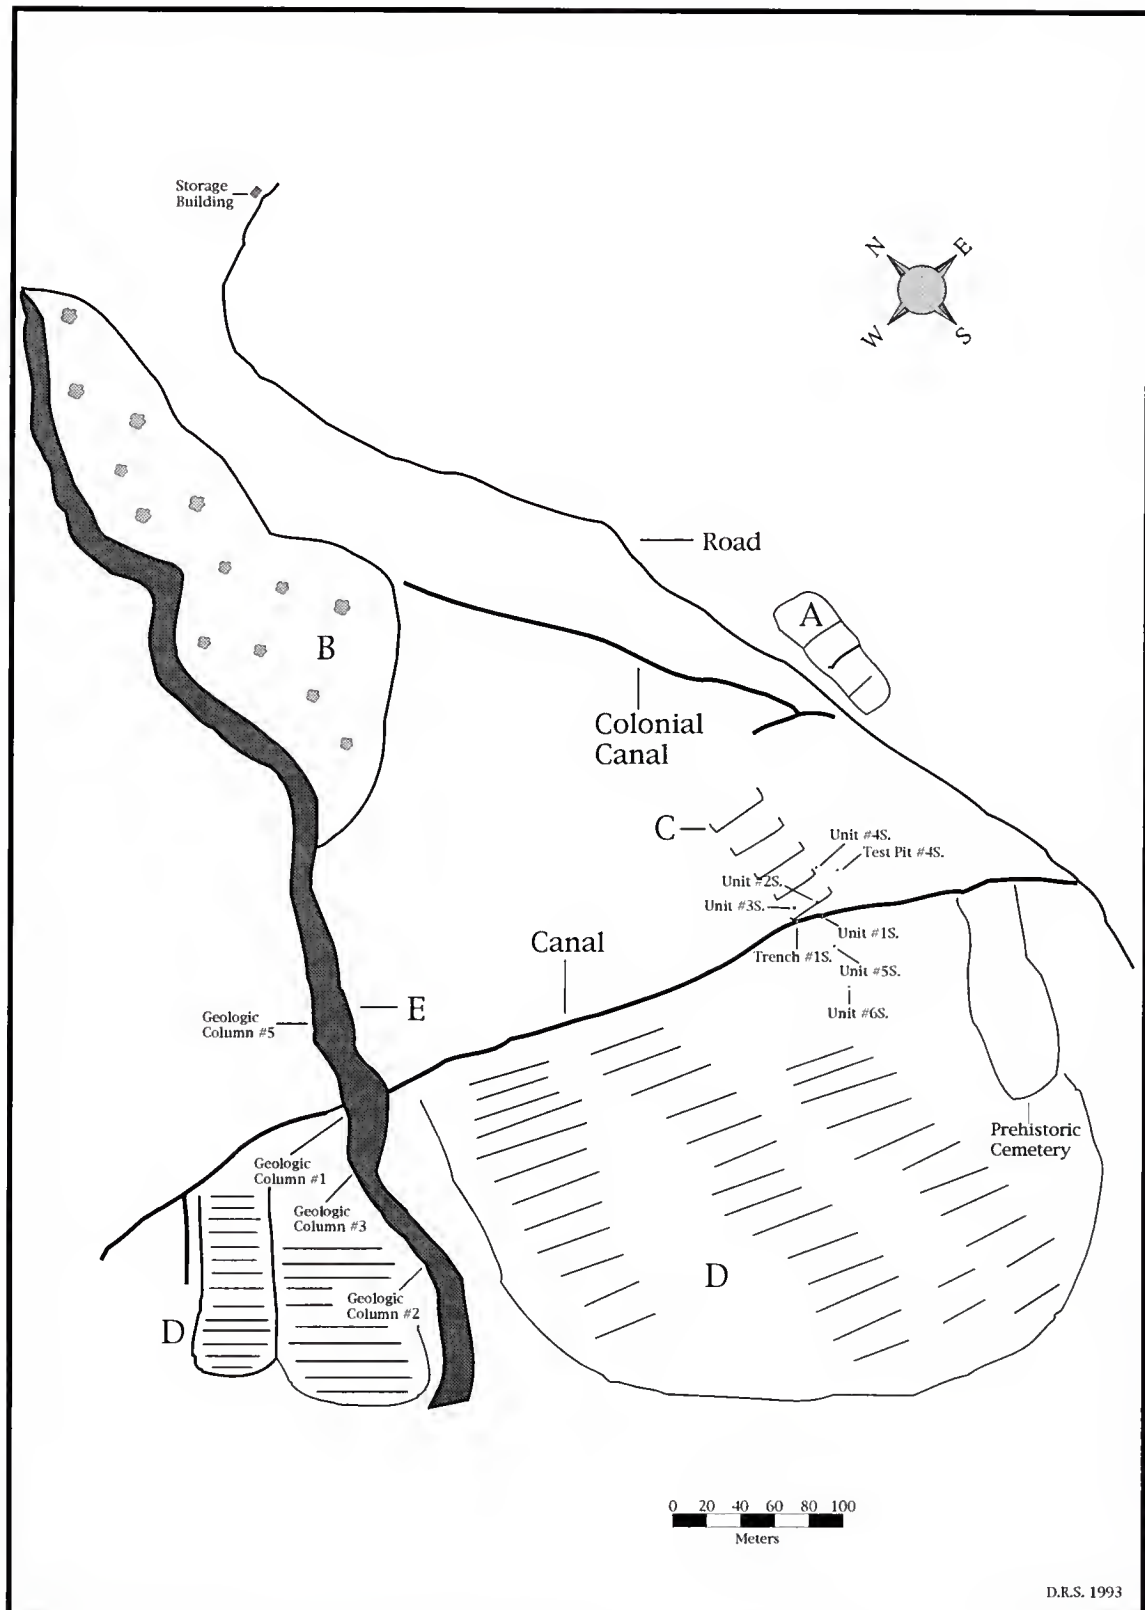 Storage
Building
N
E
W
S
Road
A
B
Colonial
Canal
C
Unit #4S.
Test Pit #4S.
Unit #2S.
Unit #3S.
Unit #1S.
Canal
Trench #1S.
Unit #5S.
E
Geologic
Column #5
Unit #6S.
Prehistoric
Cemetery
Geologic
Column #1
Geologic
Column #3
D
Geologic
Column #2
D
0 20 40 60 80 100
Meters
D.R.S. 1993